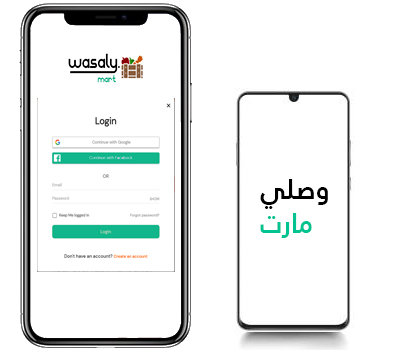 wasaly.
mart
×
Login
G Continue with Google
f Continue with Facebook
OR
Email
Password
Keep Me logged in
Forgot password?
Login
Don't have an account? Create an account
وصلي
مارت